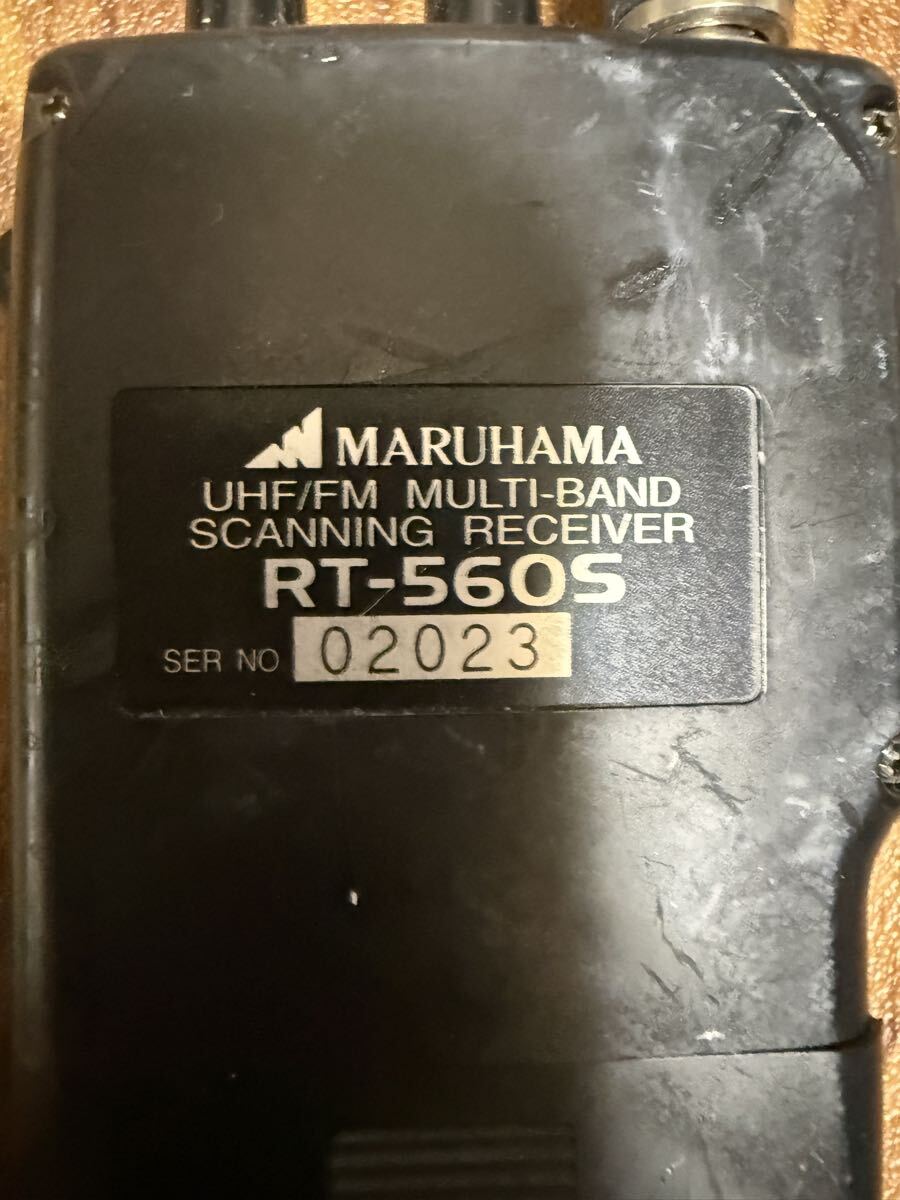 MARUHAMA
UHF/FM MULTI-BAND
SCANNING RECEIVER
RT-560S
SER NO 02023